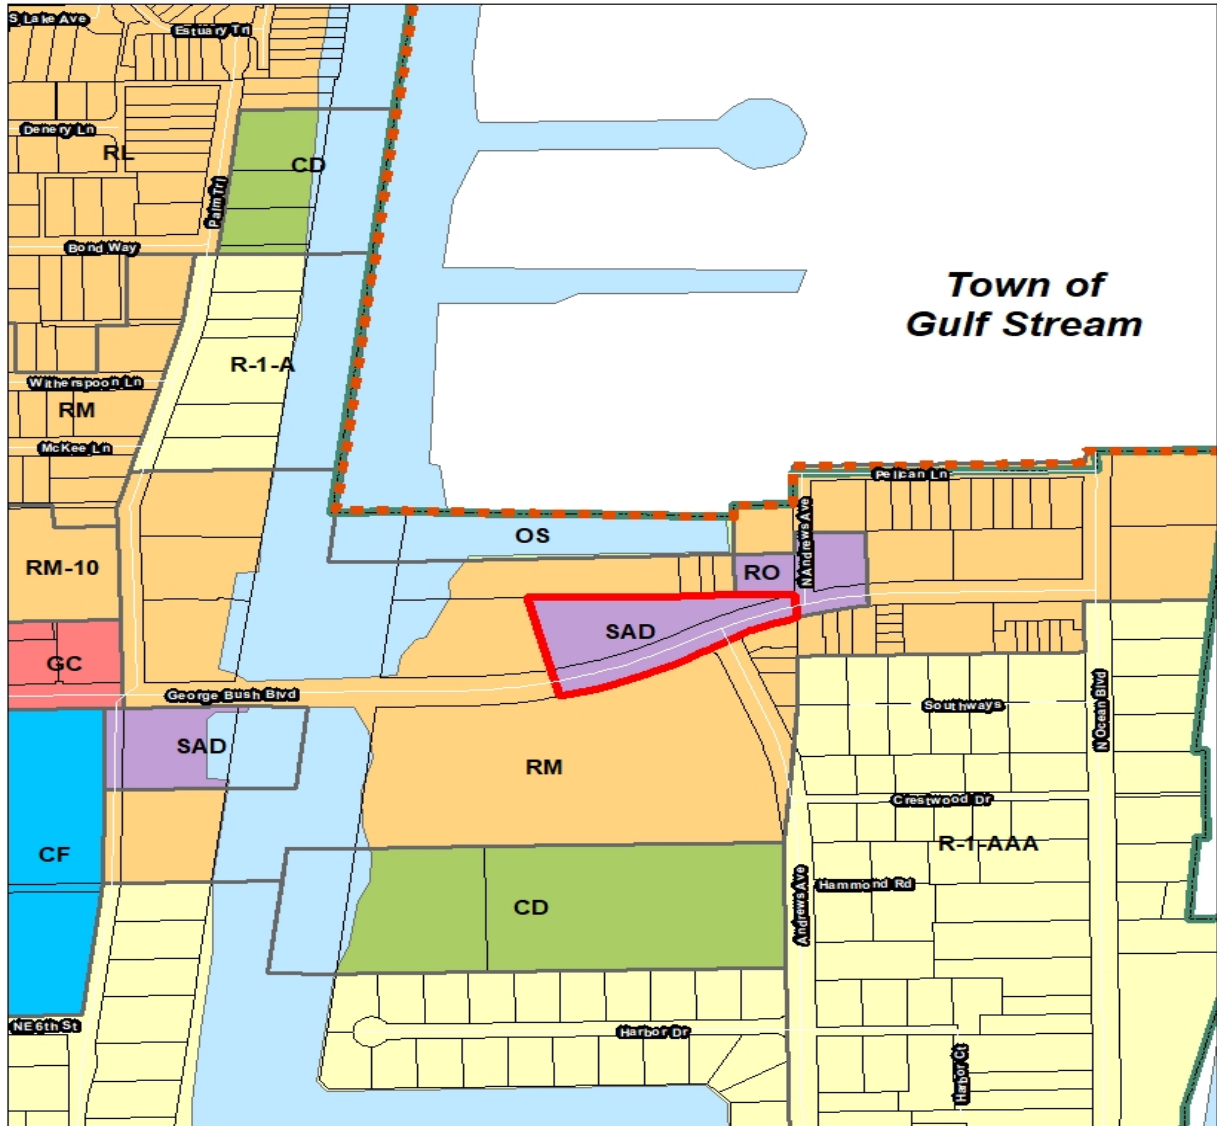 S Lake Ave
Estuary Trl
Denery Ln
RL
CD
Palm Trl
Bond Way
Town of
Gulf Stream
R-1-A
Witherspoon Ln
RM
McKee Ln
Pelican Ln
OS
N Andrews Ave
RM-10
RO
SAD
GC
George Bush Blvd
Southways
N Ocean Blvd
SAD
RM
Crestwood Dr
CF
R-1-AAA
Hammond Rd
Andrews Ave
CD
NE 6th St
Harbor Dr
Harbor Ct